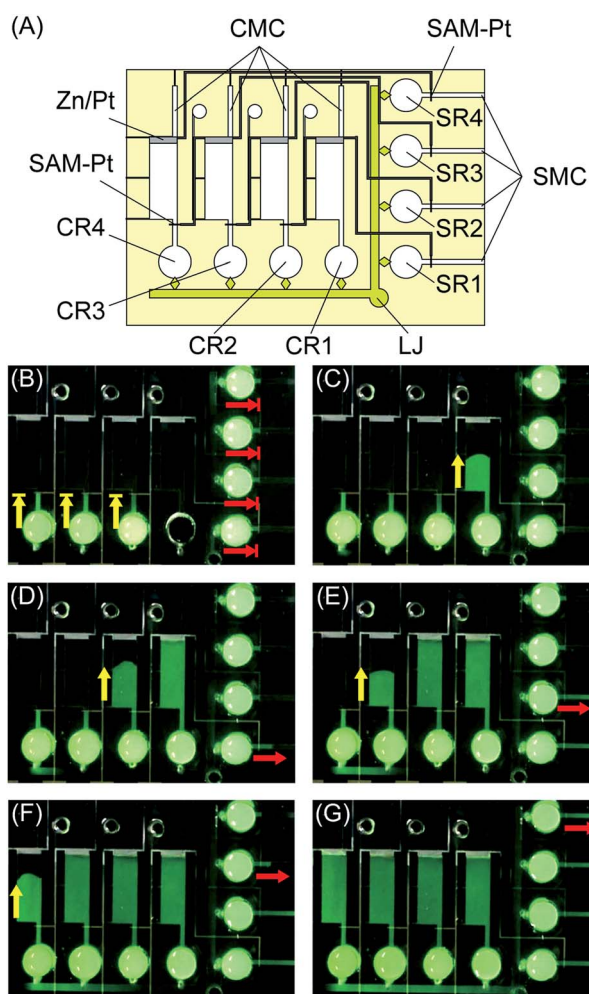 (A)
CMC
SAM-Pt
Zn/Pt
SR4
SAM-Pt
SR3
SMC
CR4
SR2
SR1
CR3
CR2
CR1
LJ
(B)
(C)
(D)
(E)
(F)
(G)